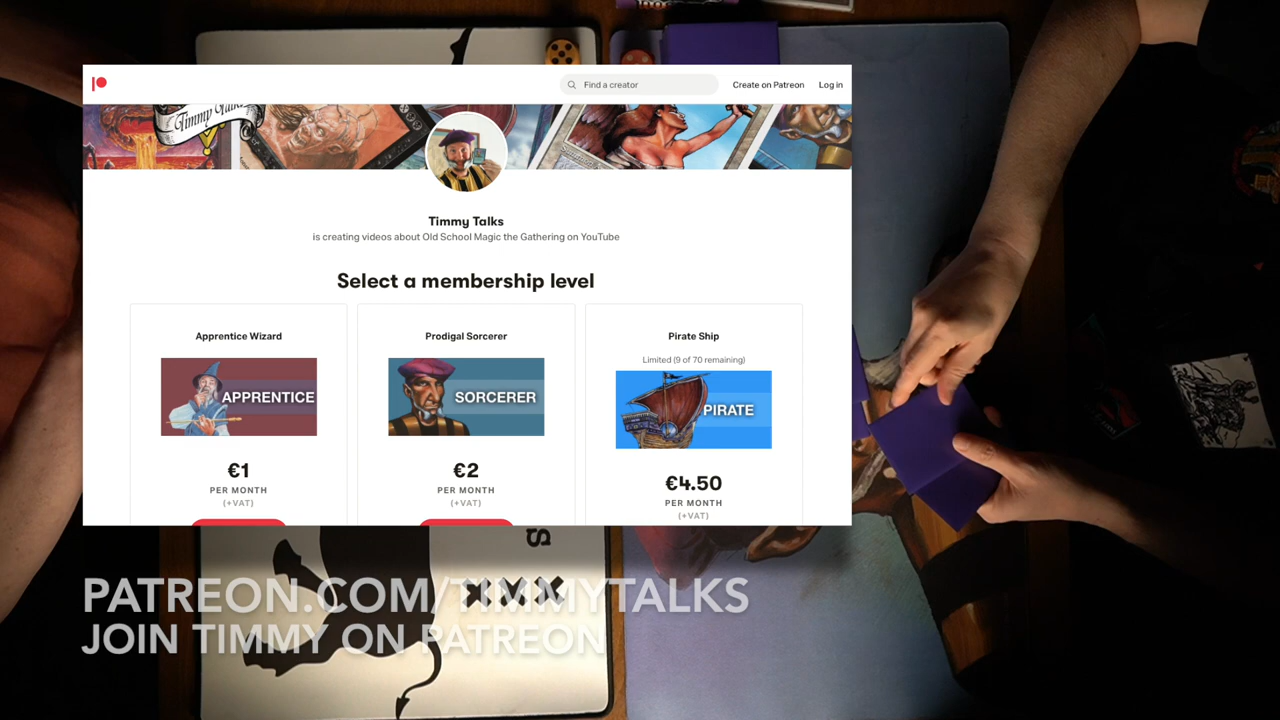 Find a creator
Create on Patreon
Log in
Timmy Talks
Timmy Talks
is creating videos about Old School Magic the Gathering on YouTube
Select a membership level
Apprentice Wizard
APPRENTICE
€1
PER MONTH
(+VAT)
Prodigal Sorcerer
SORCERER
€2
PER MONTH
(+VAT)
Pirate Ship
Limited (9 of 70 remaining)
PIRATE
€4.50
PER MONTH
(+VAT)
XXX
PATREON.COM/TIMMYTALKS
JOIN TIMMY ON PATREON